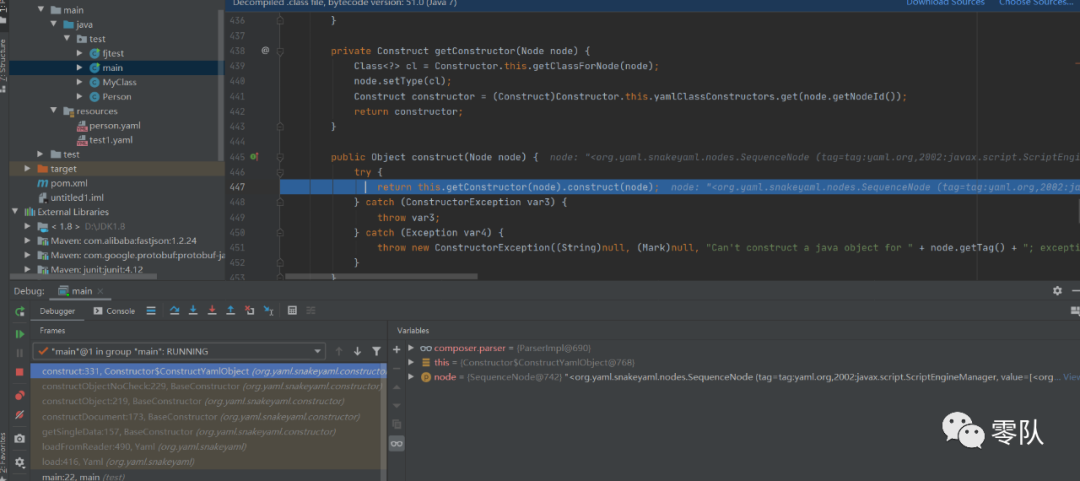 Decompiled .class file, bytecode version: 51.0 (Java 7)
Download Sources
Choose Sources...
Z: Structure
main
java
test
fjtest
main
MyClass
Person
resources
person.yaml
test1.yaml
test
target
pom.xml
untitled1.iml
External Libraries
< 1.8 > D:\JDK1.8
Maven: com.alibaba:fastjson:1.2.24
Maven: com.google.protobuf:protobuf-ja
Maven: junit:junit:4.12
436 }
437
438 @ private Construct getConstructor(Node node) {
439 Class<?> cl = Constructor.this.getClassForNode(node);
440 node.setType(cl);
441 Construct constructor = (Construct)Constructor.this.yamlClassConstructors.get(node.getNodeId());
442 return constructor;
443 }
444
445 public Object construct(Node node) { node: "<org.yaml.snakeyaml.nodes.SequenceNode (tag=tag:yaml.org,2002:javax.script.ScriptEngin
446 try {
447 return this.getConstructor(node).construct(node); node: "<org.yaml.snakeyaml.nodes.SequenceNode (tag=tag:yaml.org,2002:ja
448 } catch (ConstructorException var3) {
449 throw var3;
450 } catch (Exception var4) {
451 throw new ConstructorException((String)null, (Mark)null, "Can't construct a java object for " + node.getTag() + "; exceptio
452 }
453 }
Debug: main ×
Debugger Console
Frames
"main"@1 in group "main": RUNNING
construct:331, Constructor$ConstructYamlObject (org.yaml.snakeyaml.constructo
constructObjectNoCheck:229, BaseConstructor (org.yaml.snakeyaml.constructor)
constructObject:219, BaseConstructor (org.yaml.snakeyaml.constructor)
constructDocument:173, BaseConstructor (org.yaml.snakeyaml.constructor)
getSingleData:157, BaseConstructor (org.yaml.snakeyaml.constructor)
loadFromReader:490, Yaml (org.yaml.snakeyaml)
load:416, Yaml (org.yaml.snakeyaml)
main:22, main (test)
Variables
composer.parser = {ParserImpl@690}
this = {Constructor$ConstructYamlObject@768}
node = {SequenceNode@742} "<org.yaml.snakeyaml.nodes.SequenceNode (tag=tag:yaml.org,2002:javax.script.ScriptEngineManager, value=[<org... View
2: Favorites
零队